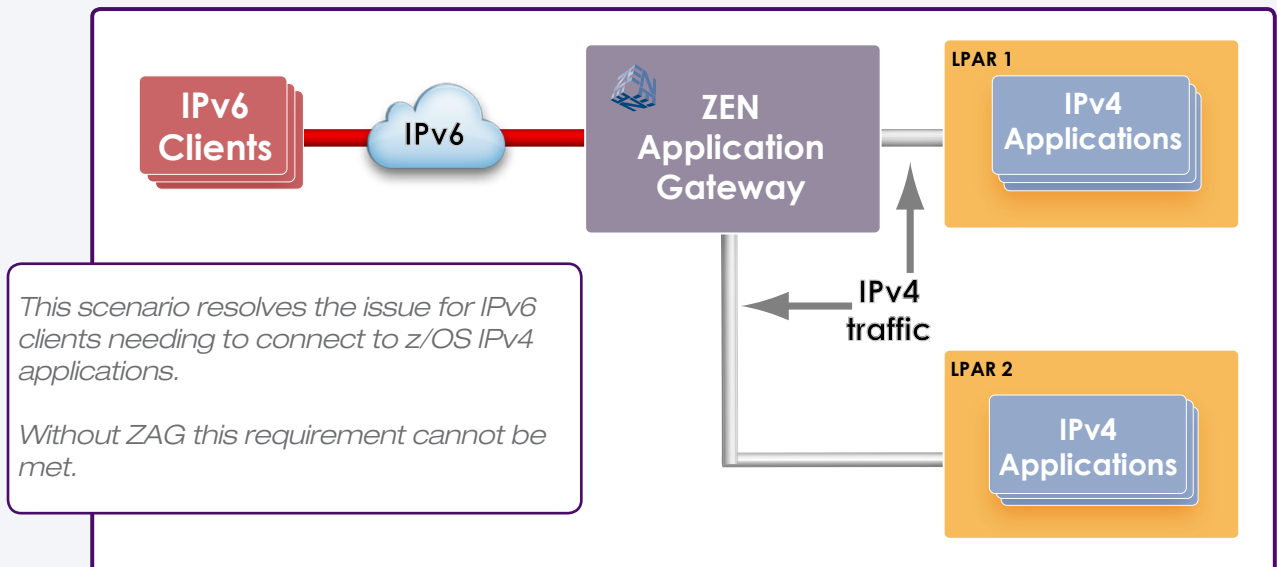 IPv6
Clients
IPv6
ZEN
Application
Gateway
LPAR 1
IPv4
Applications
IPv4
traffic
This scenario resolves the issue for IPv6
clients needing to connect to z/OS IPv4
applications.
Without ZAG this requirement cannot be
met.
LPAR 2
IPv4
Applications